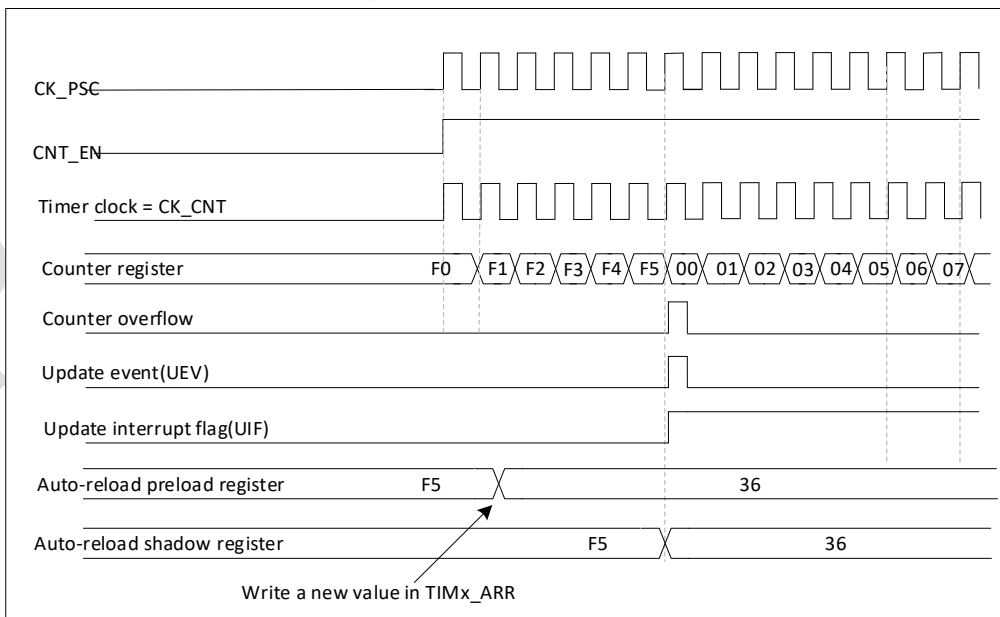 CK_PSC
CNT_EN
Timer clock = CK_CNT
Counter register F0 F1 F2 F3 F4 F5 00 01 02 03 04 05 06 07
Counter overflow
Update event(UEV)
Update interrupt flag(UIF)
Auto-reload preload register F5 36
Auto-reload shadow register F5 36
Write a new value in TIMx_ARR